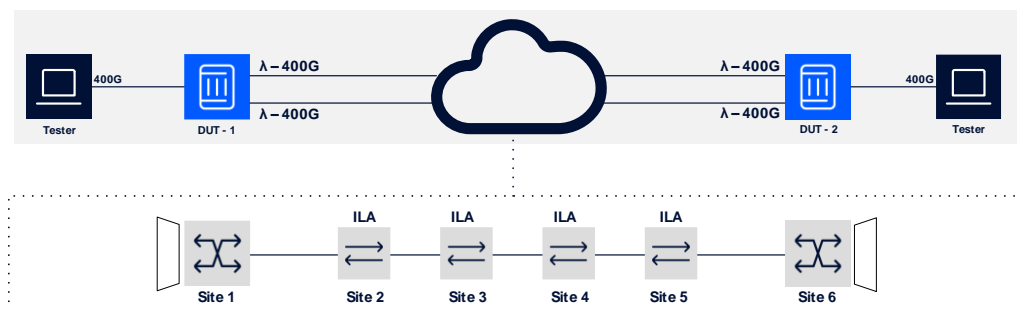 λ – 400G
λ – 400G
400G
400G
λ – 400G
λ – 400G
Tester
DUT - 1
DUT - 2
Tester
ILA
ILA
ILA
ILA
Site 1
Site 2
Site 3
Site 4
Site 5
Site 6